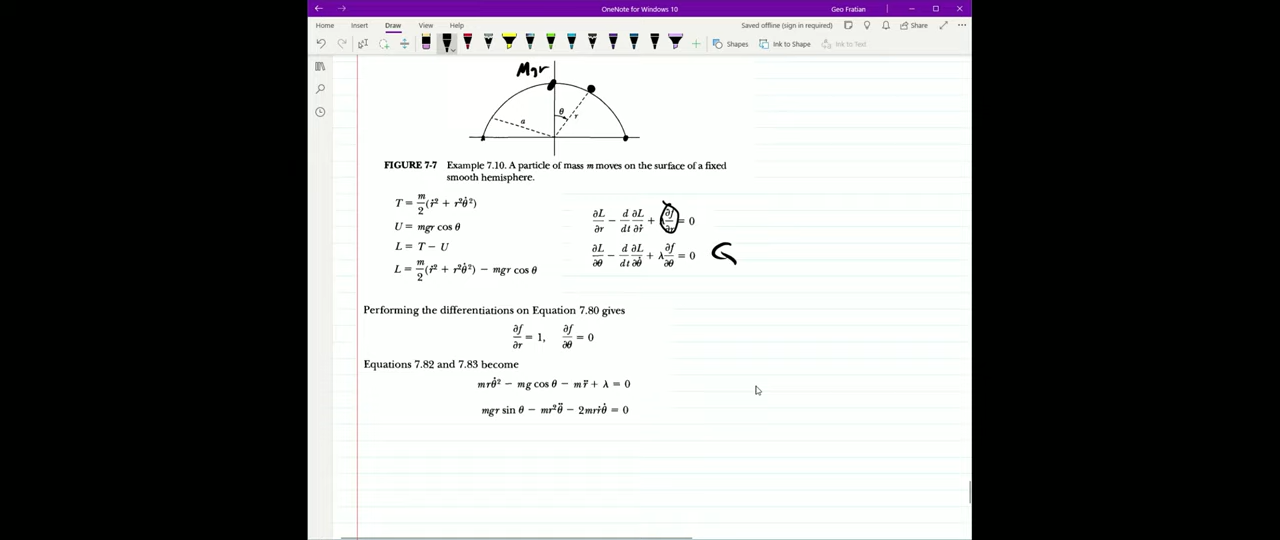 OneNote for Windows 10
Geo Fratian
Home Insert Draw View Help
Saved offline (sign in required)
Share
Shapes
Ink to Shape
Ink to Text
Mgr
θ
a
r
FIGURE 7-7 Example 7.10. A particle of mass m moves on the surface of a fixed
smooth hemisphere.
T = m/2 (ṙ² + r²θ̇²)
U = mgr cos θ
L = T − U
L = m/2 (ṙ² + r²θ̇²) − mgr cos θ
∂L/∂r − d/dt ∂L/∂ṙ + λ ∂f/∂r = 0
∂L/∂θ − d/dt ∂L/∂θ̇ + λ ∂f/∂θ = 0
Performing the differentiations on Equation 7.80 gives
∂f/∂r = 1, ∂f/∂θ = 0
Equations 7.82 and 7.83 become
mrθ̇² − mg cos θ − mr̈ + λ = 0
mgr sin θ − mr²θ̈ − 2mrṙθ̇ = 0